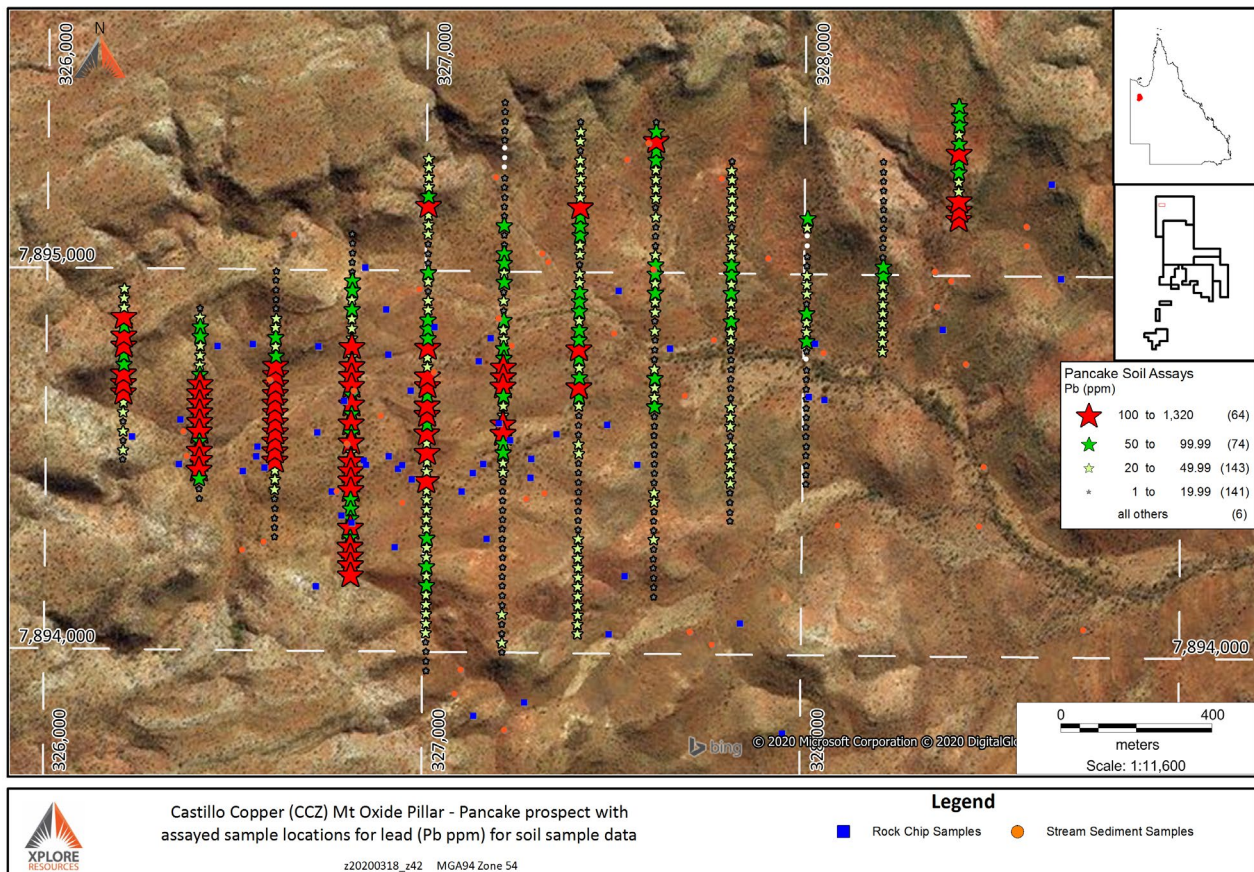 N
326,000
327,000
328,000
7,895,000
Pancake Soil Assays
Pb (ppm)
100 to 1,320 (64)
50 to 99.99 (74)
20 to 49.99 (143)
1 to 19.99 (141)
all others (6)
7,894,000
7,894,000
326,000
327,000
328,000
bing
© 2020 Microsoft Corporation © 2020 DigitalGlo
0 400
meters
Scale: 1:11,600
XPLORE
RESOURCES
Castillo Copper (CCZ) Mt Oxide Pillar - Pancake prospect with
assayed sample locations for lead (Pb ppm) for soil sample data
z20200318_z42 MGA94 Zone 54
Legend
Rock Chip Samples
Stream Sediment Samples